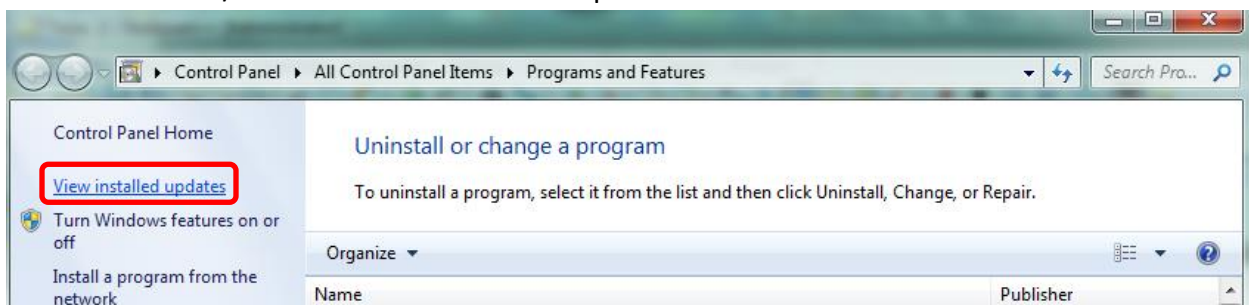 Control Panel ▸ All Control Panel Items ▸ Programs and Features
Search Pro...
Control Panel Home
View installed updates
Turn Windows features on or
off
Install a program from the
network
Uninstall or change a program
To uninstall a program, select it from the list and then click Uninstall, Change, or Repair.
Organize
Name
Publisher